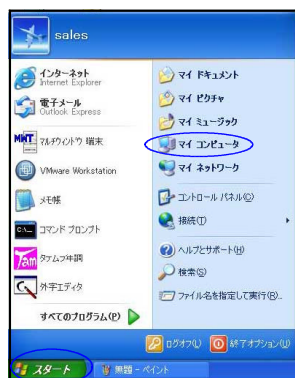 sales
インターネット
Internet Explorer
電子メール
Outlook Express
MWT マルチウィンドウ 端末
VMware Workstation
メモ帳
コマンド プロンプト
外字エディタ
すべてのプログラム(P)
マイ ドキュメント
マイ ピクチャ
マイ ミュージック
マイ コンピュータ
マイ ネットワーク
コントロール パネル(C)
接続(T)
ヘルプとサポート(H)
検索(S)
ファイル名を指定して実行(R)...
ログオフ(L)
終了オプション(U)
スタート
無題 - ペイント